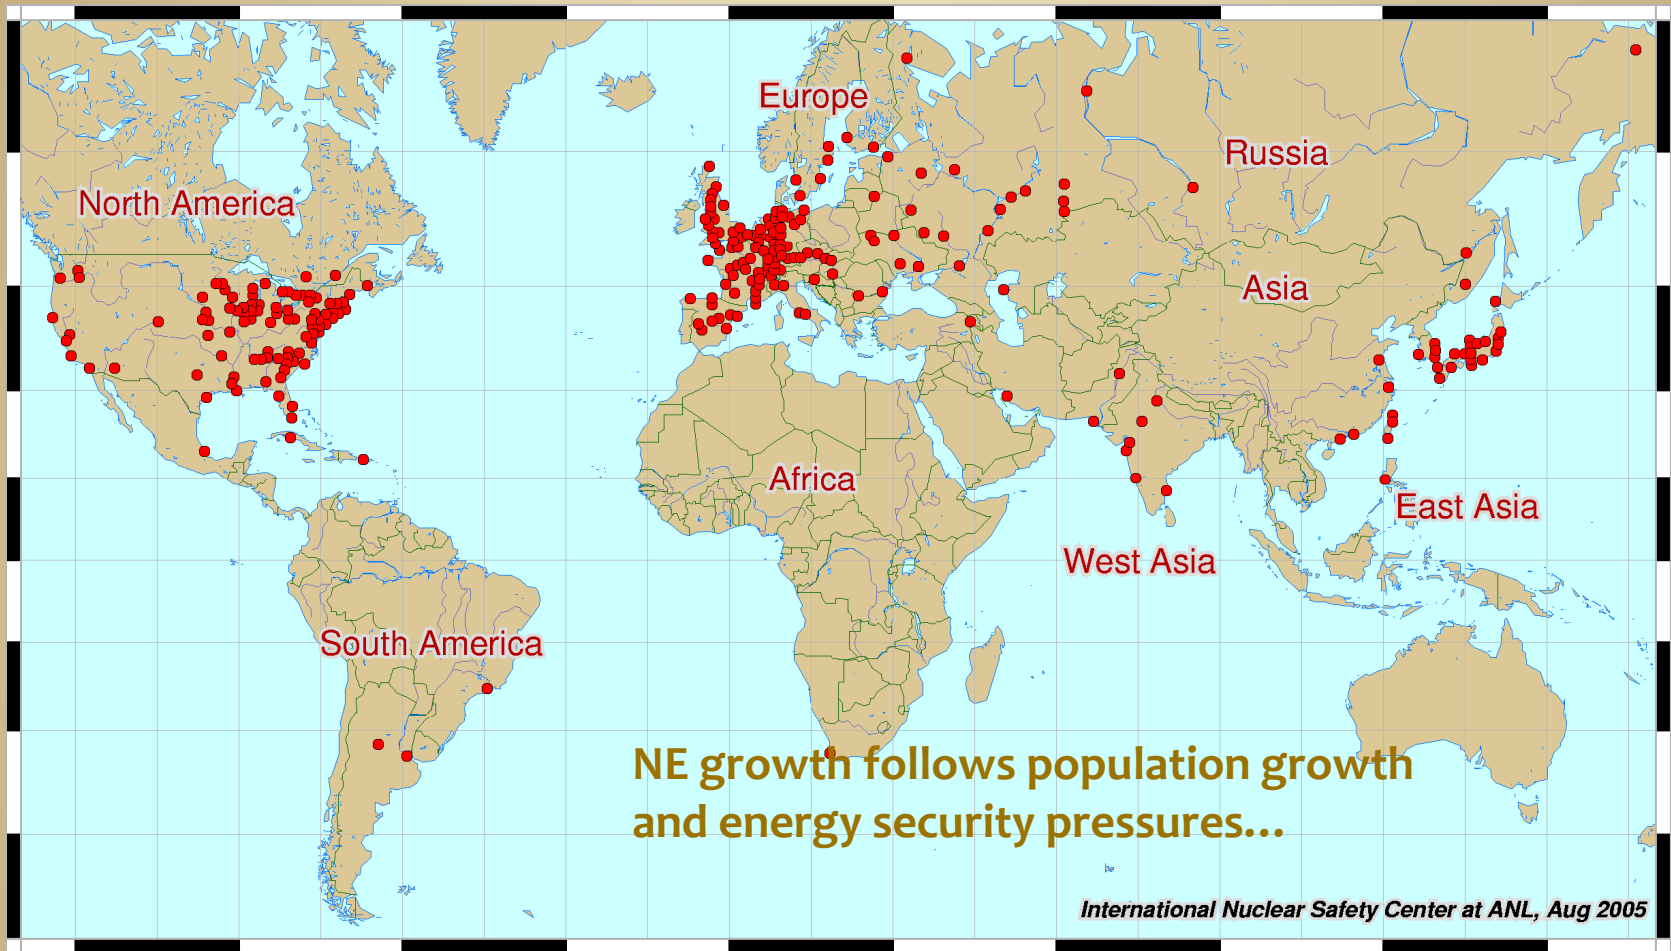 Europe
Russia
North America
Asia
Africa
East Asia
West Asia
South America
NE growth follows population growth
and energy security pressures...
International Nuclear Safety Center at ANL, Aug 2005